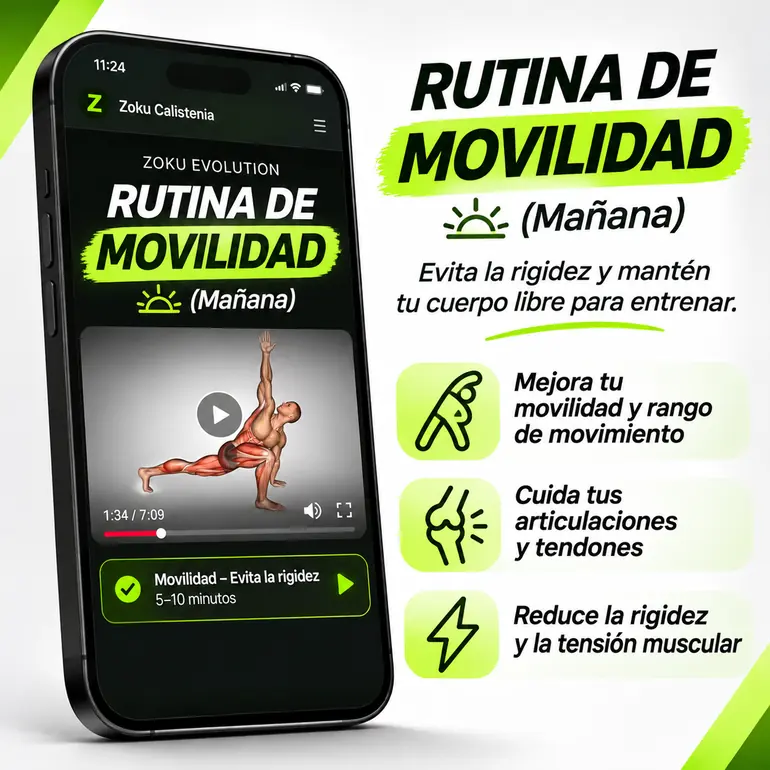 11:24
Z Zoku Calistenia
ZOKU EVOLUTION
RUTINA DE
MOVILIDAD
(Mañana)
1:34 / 7:09
Movilidad – Evita la rigidez
5–10 minutos
RUTINA DE
MOVILIDAD
(Mañana)
Evita la rigidez y mantén
tu cuerpo libre para entrenar.
Mejora tu
movilidad y rango
de movimiento
Cuida tus
articulaciones
y tendones
Reduce la rigidez
y la tensión muscular